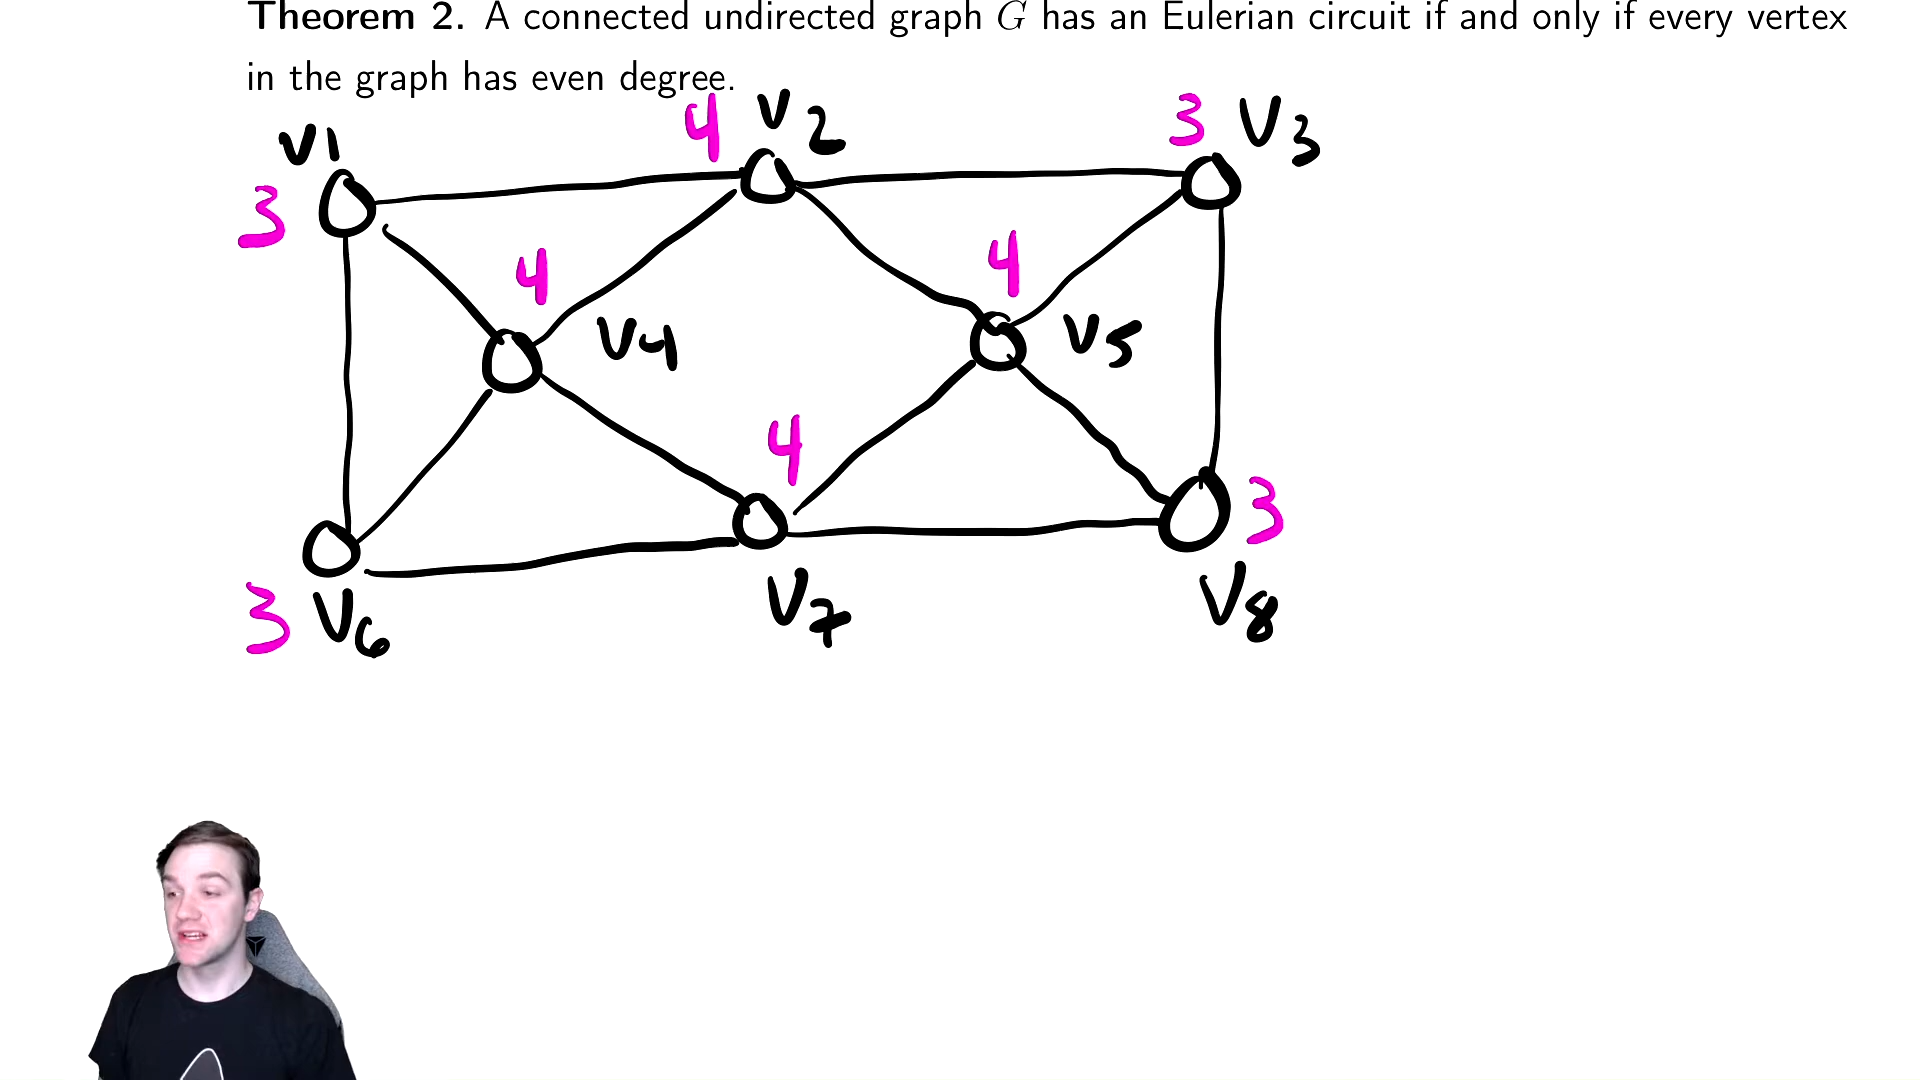 Theorem 2. A connected undirected graph G has an Eulerian circuit if and only if every vertex
in the graph has even degree.
4 V2
3 V3
V1
3
4
4
V4
V5
4
3
3 V6
V7
V8